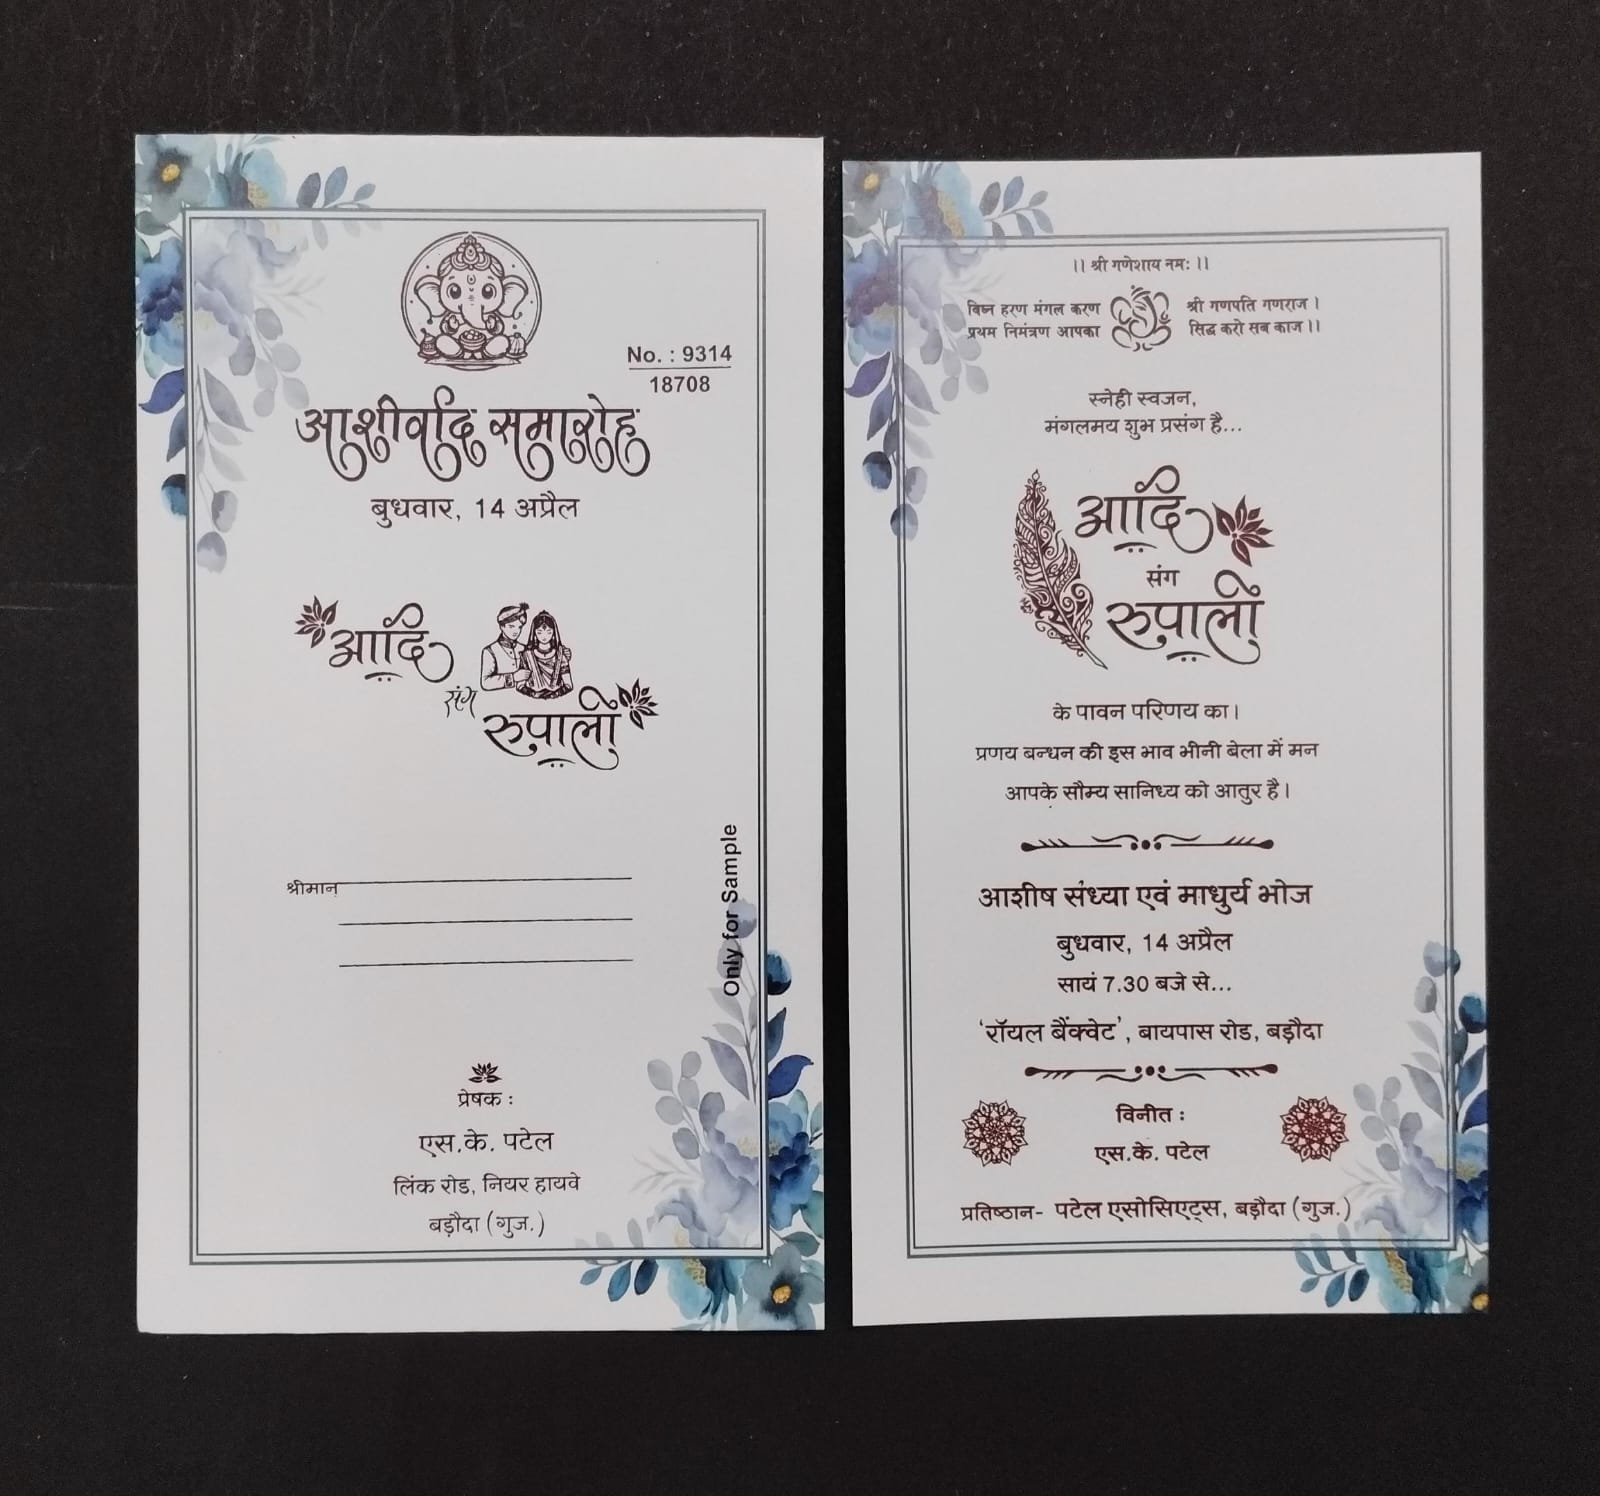 No. : 9314
18708
आशीर्वाद समारोह
बुधवार, 14 अप्रैल
आदि
संग
रुपाली
श्रीमान
Only for Sample
प्रेषक :
एस.के. पटेल
लिंक रोड, नियर हायवे
बड़ौदा (गुज.)
।। श्री गणेशाय नमः ।।
विघ्न हरण मंगल करण श्री गणपति गणराज ।
प्रथम निमंत्रण आपका सिद्ध करो सब काज ।।
स्नेही स्वजन,
मंगलमय शुभ प्रसंग है...
आदि
संग
रुपाली
के पावन परिणय का।
प्रणय बन्धन की इस भाव भीनी बेला में मन
आपके सौम्य सानिध्य को आतुर है।
आशीष संध्या एवं माधुर्य भोज
बुधवार, 14 अप्रैल
सायं 7.30 बजे से...
'रॉयल बैंक्वेट', बायपास रोड, बड़ौदा
विनीत :
एस.के. पटेल
प्रतिष्ठान- पटेल एसोसिएट्स, बड़ौदा (गुज.)